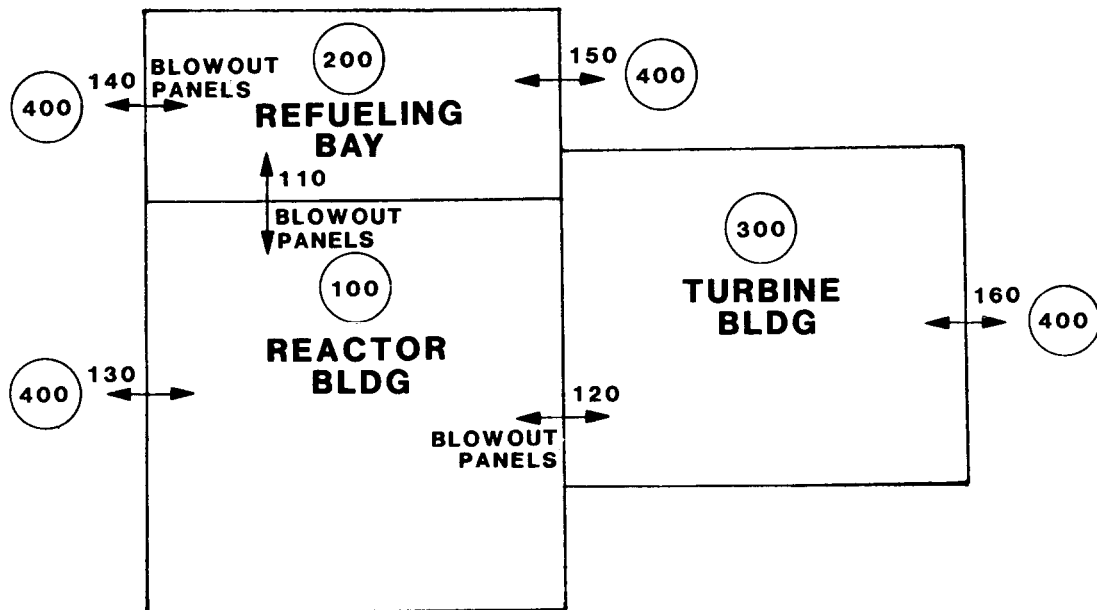 200
150
400
140
BLOWOUT
PANELS
400
REFUELING
BAY
110
BLOWOUT
PANELS
300
100
TURBINE
BLDG
160
400
REACTOR
BLDG
130
400
120
BLOWOUT
PANELS